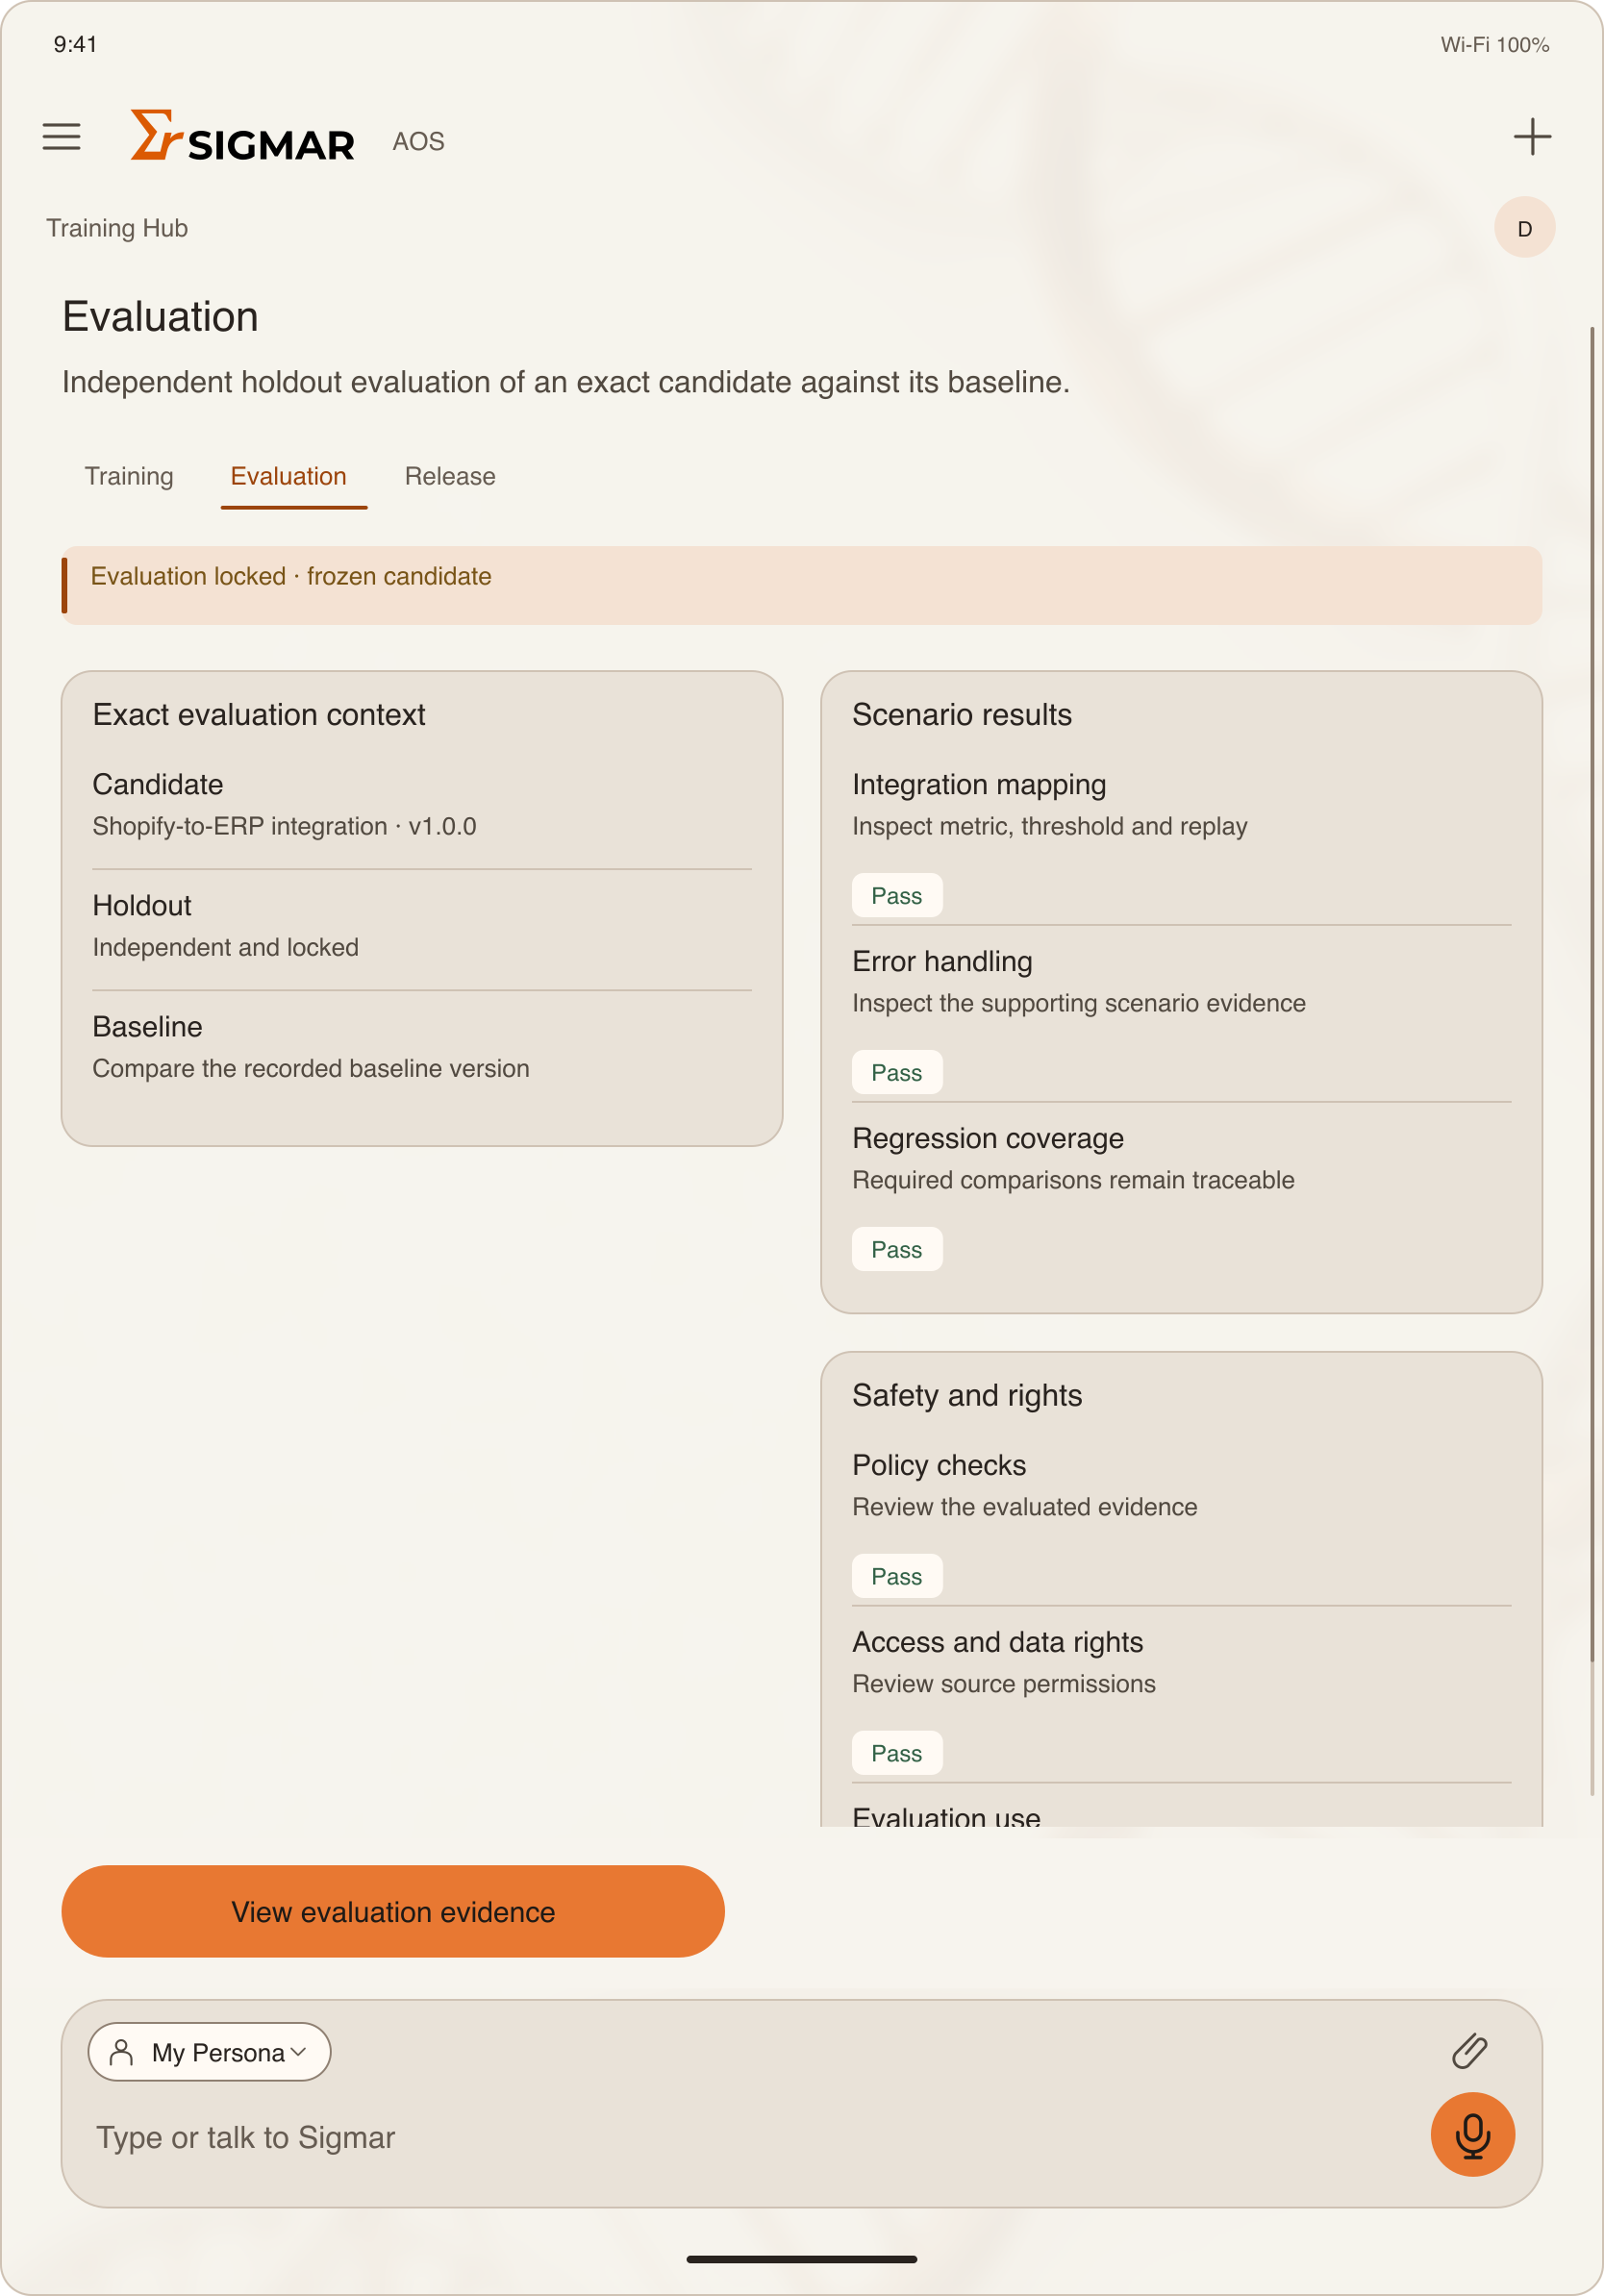 9:41
Wi-Fi 100%
Σr SIGMAR AOS
Training Hub
D
Evaluation
Independent holdout evaluation of an exact candidate against its baseline.
Training
Evaluation
Release
Evaluation locked · frozen candidate
Exact evaluation context
Candidate
Shopify-to-ERP integration · v1.0.0
Holdout
Independent and locked
Baseline
Compare the recorded baseline version
Scenario results
Integration mapping
Inspect metric, threshold and replay
Pass
Error handling
Inspect the supporting scenario evidence
Pass
Regression coverage
Required comparisons remain traceable
Pass
Safety and rights
Policy checks
Review the evaluated evidence
Pass
Access and data rights
Review source permissions
Pass
Evaluation use
View evaluation evidence
My Persona
Type or talk to Sigmar